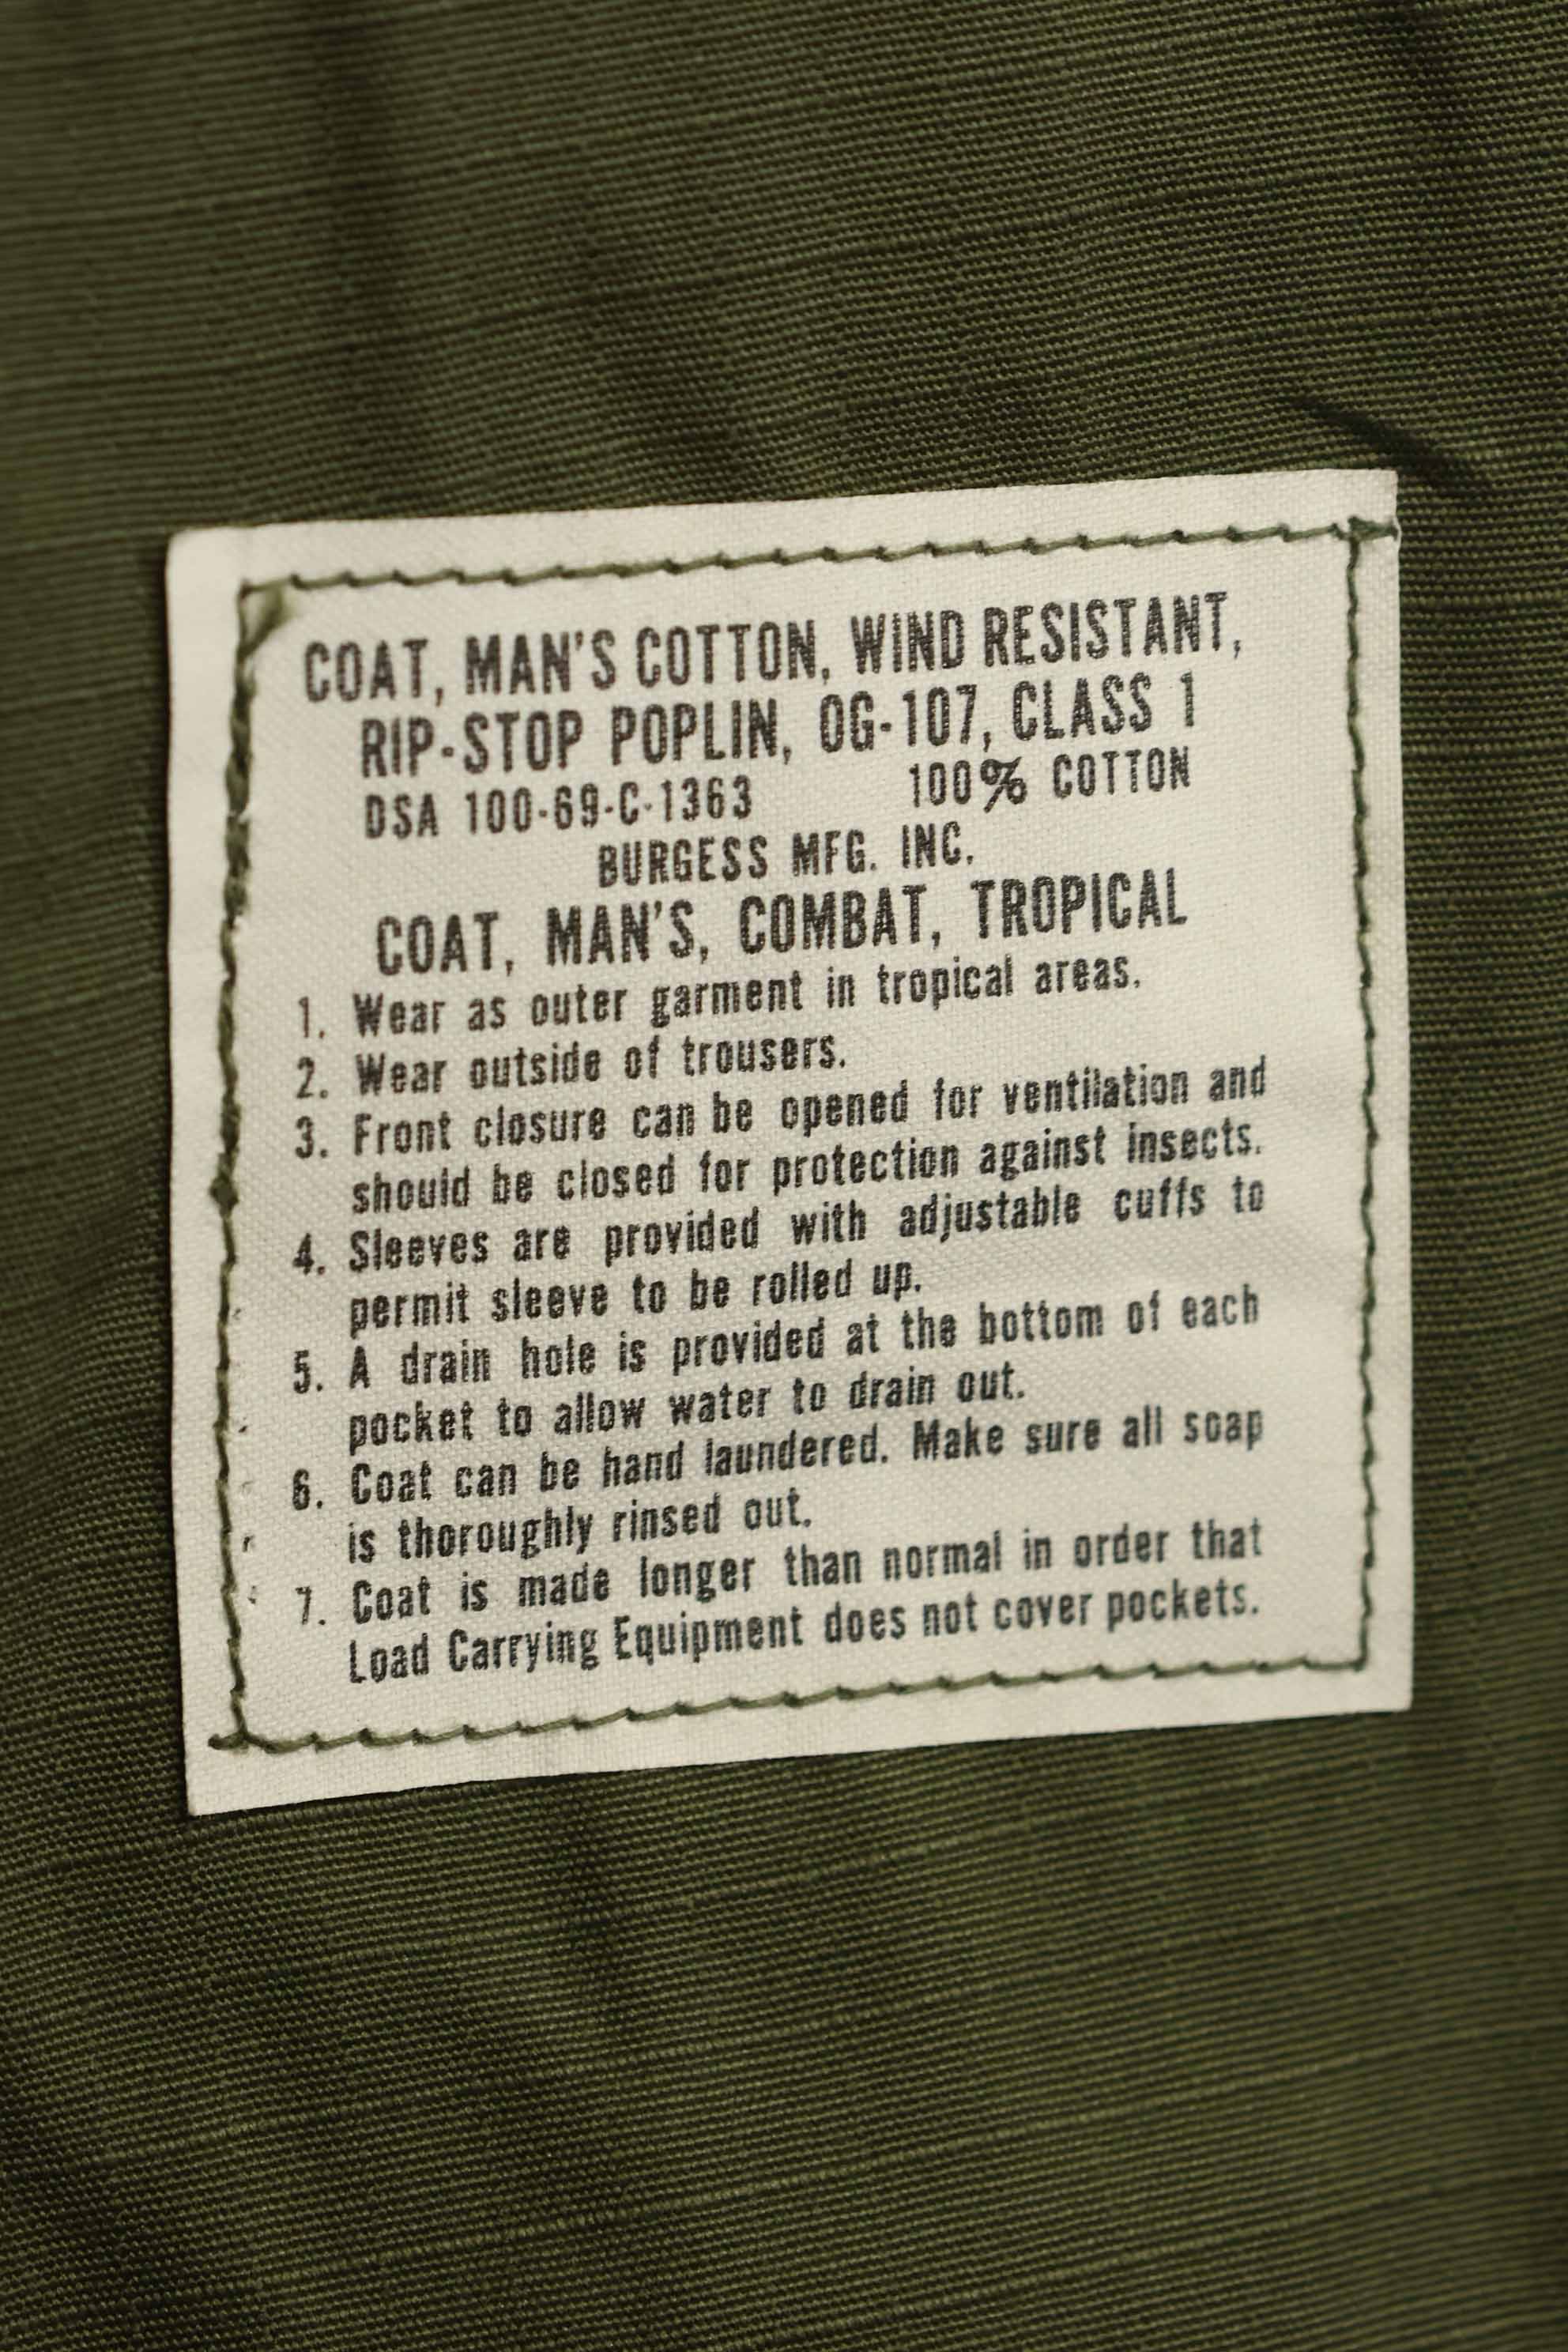 COAT, MAN'S COTTON, WIND RESISTANT,
RIP-STOP POPLIN, OG-107, CLASS 1
DSA 100-69-C-1363 100% COTTON
BURGESS MFG. INC.
COAT, MAN'S, COMBAT, TROPICAL
1. Wear as outer garment in tropical areas.
2. Wear outside of trousers.
3. Front closure can be opened for ventilation and
should be closed for protection against insects.
4. Sleeves are provided with adjustable cuffs to
permit sleeve to be rolled up.
5. A drain hole is provided at the bottom of each
pocket to allow water to drain out.
6. Coat can be hand laundered. Make sure all soap
is thoroughly rinsed out.
7. Coat is made longer than normal in order that
Load Carrying Equipment does not cover pockets.